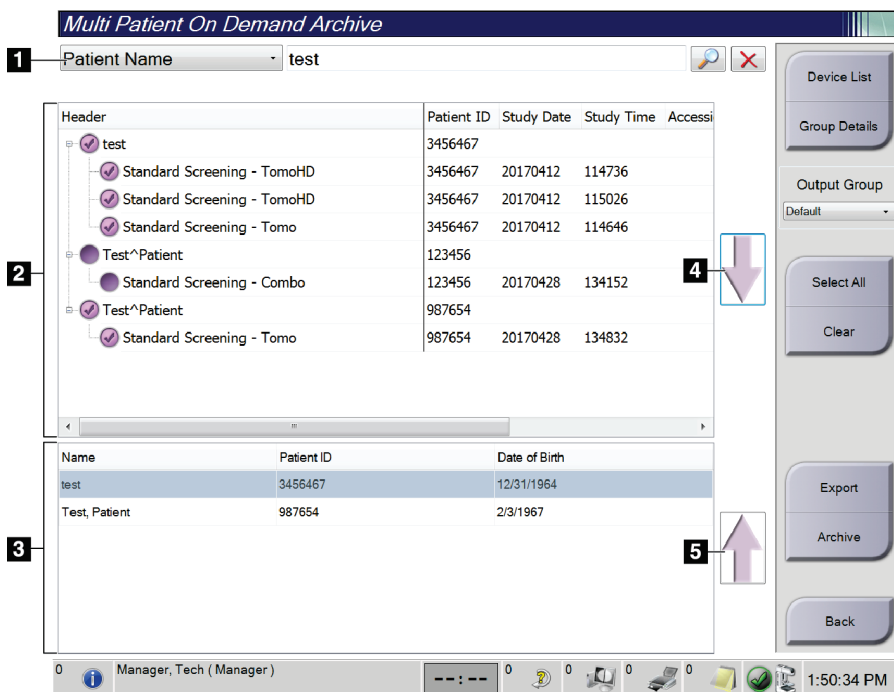 Multi Patient On Demand Archive
1
Patient Name
test
Device List
Group Details
Output Group
Default
Select All
Clear
Export
Archive
Back
2
Header Patient ID Study Date Study Time Accessi
test 3456467
Standard Screening - TomoHD 3456467 20170412 114736
Standard Screening - TomoHD 3456467 20170412 115026
Standard Screening - Tomo 3456467 20170412 114646
Test^Patient 123456
Standard Screening - Combo 123456 20170428 134152
Test^Patient 987654
Standard Screening - Tomo 987654 20170428 134832
4
3
Name Patient ID Date of Birth
test 3456467 12/31/1964
Test, Patient 987654 2/3/1967
5
0 Manager, Tech ( Manager ) --:-- 0 0 0 0 1:50:34 PM